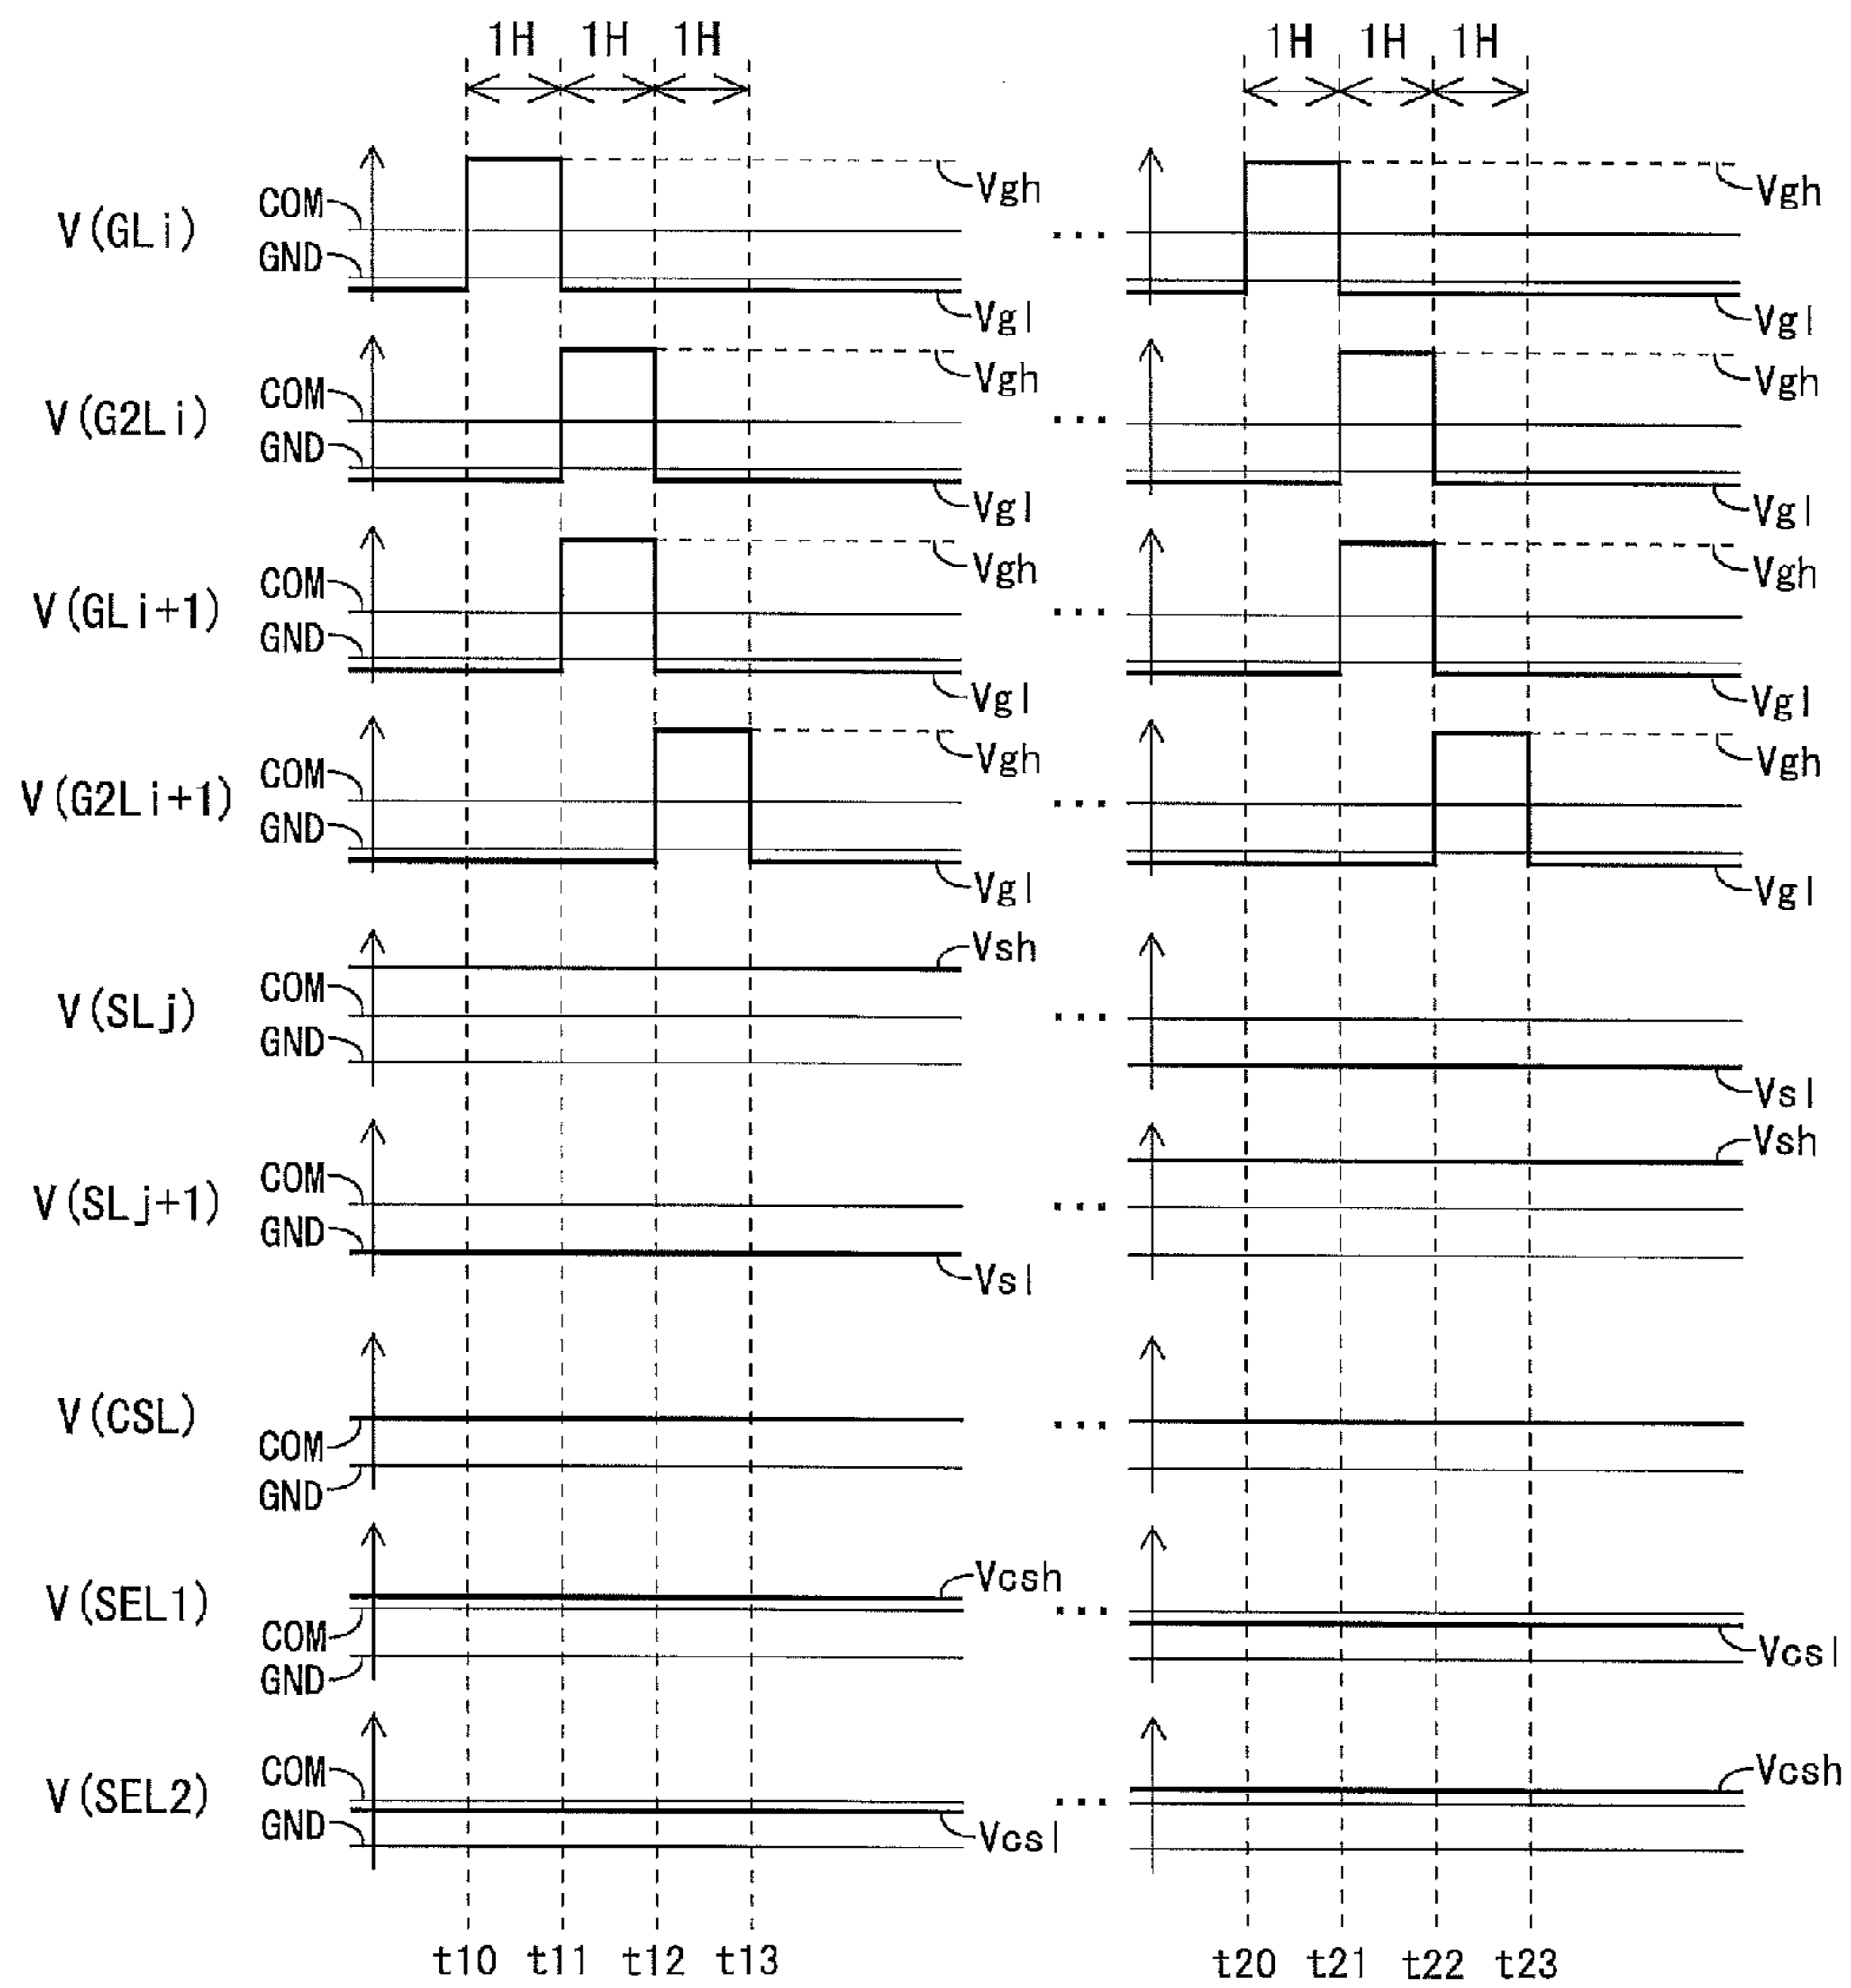 1H 1H 1H 1H 1H 1H
V(GLi) COM GND Vgh Vgl ... Vgh Vgl
V(G2Li) COM GND Vgh Vgl ... Vgh Vgl
V(GLi+1) COM GND Vgh Vgl ... Vgh Vgl
V(G2Li+1) COM GND Vgh Vgl ... Vgh Vgl
V(SLj) COM GND Vsh ... Vsl
V(SLj+1) COM GND Vsl ... Vsh
V(CSL) COM GND ...
V(SEL1) COM GND Vcsh ... Vcsl
V(SEL2) COM GND Vcsl ... Vcsh
t10 t11 t12 t13 t20 t21 t22 t23